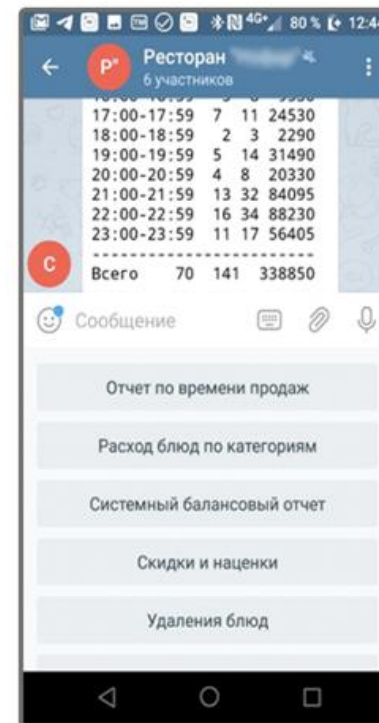 4G+ 80 % 12:44
Ресторан
6 участников
17:00-17:59 7 11 24530
18:00-18:59 2 3 2290
19:00-19:59 5 14 31490
20:00-20:59 4 8 20330
21:00-21:59 13 32 84095
22:00-22:59 16 34 88230
23:00-23:59 11 17 56405
------------------------
Всего 70 141 338850
С
Сообщение
Отчет по времени продаж
Расход блюд по категориям
Системный балансовый отчет
Скидки и наценки
Удаления блюд